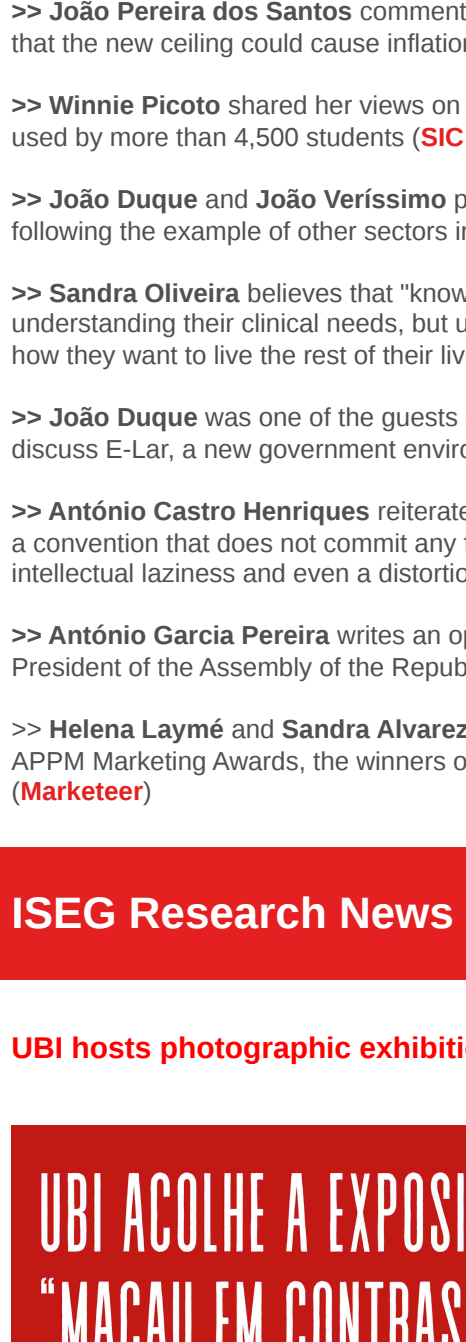 >> João Pereira dos Santos comment
that the new ceiling could cause inflation
>> Winnie Picoto shared her views on
used by more than 4,500 students (SIC
>> João Duque and João Veríssimo p
following the example of other sectors in
>> Sandra Oliveira believes that "know
understanding their clinical needs, but u
how they want to live the rest of their liv
>> João Duque was one of the guests
discuss E-Lar, a new government enviro
>> António Castro Henriques reiterate
a convention that does not commit any f
intellectual laziness and even a distortio
>> António Garcia Pereira writes an op
President of the Assembly of the Repub
>> Helena Laymé and Sandra Alvarez
APPM Marketing Awards, the winners o
(Marketeer)
ISEG Research News
UBI hosts photographic exhibiti
UBI ACOLHE A EXPOSI
“MACAU EM CONTRAS